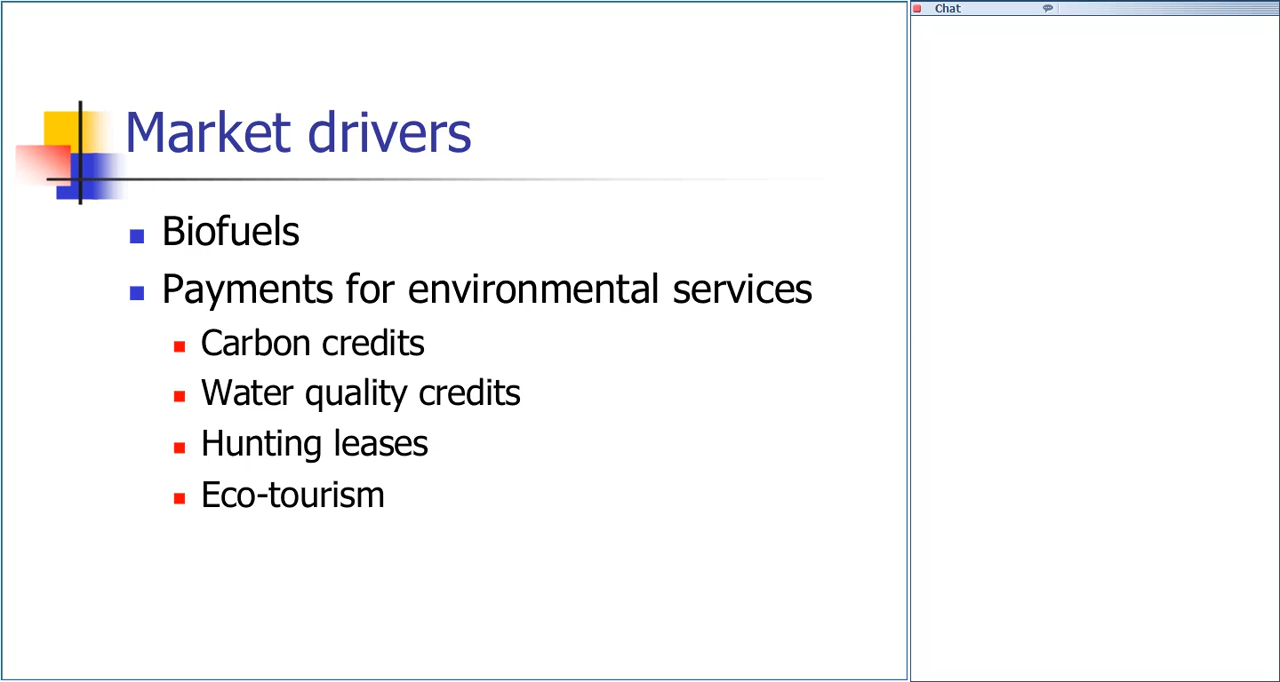 Chat
Market drivers
Biofuels
Payments for environmental services
Carbon credits
Water quality credits
Hunting leases
Eco-tourism